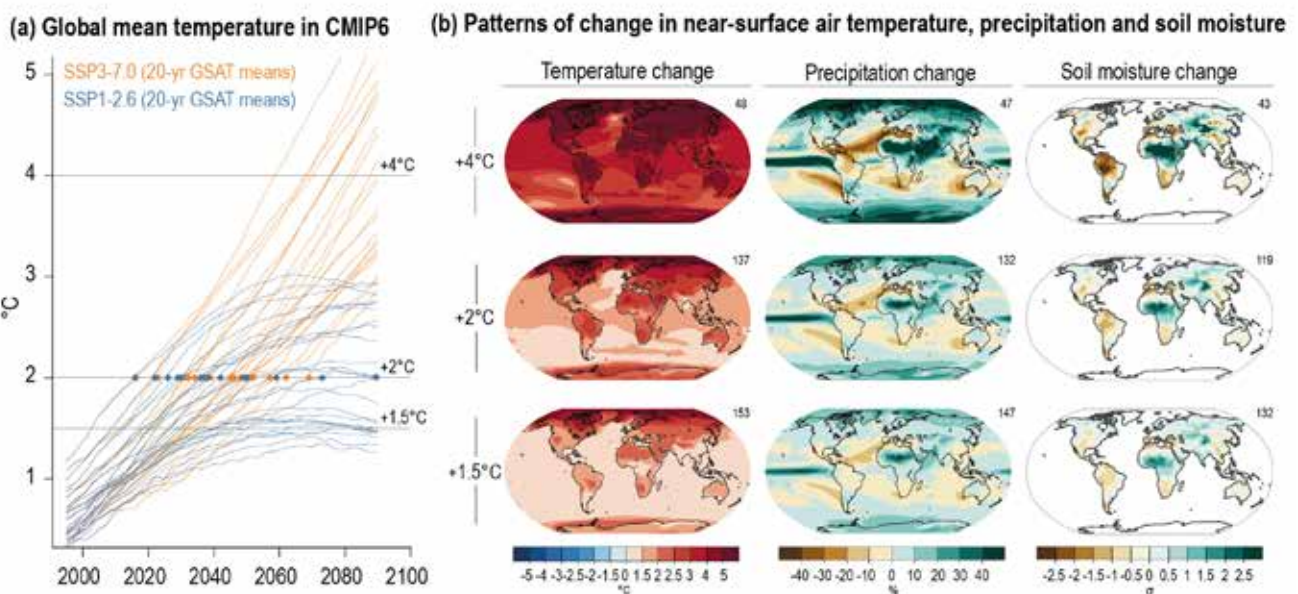 (a) Global mean temperature in CMIP6
SSP3-7.0 (20-yr GSAT means)
SSP1-2.6 (20-yr GSAT means)
5
4
3
2
1
°C
+4°C
+2°C
+1.5°C
2000 2020 2040 2060 2080 2100
(b) Patterns of change in near-surface air temperature, precipitation and soil moisture
Temperature change Precipitation change Soil moisture change
+4°C
48 47 43
+2°C
137 132 119
+1.5°C
153 147 132
-5 -4 -3 -2.5 -2 -1.5 0 1.5 2 2.5 3 4 5
°C
-40 -30 -20 -10 0 10 20 30 40
%
-2.5 -2 -1.5 -1 -0.5 0 0.5 1 1.5 2 2.5
σ